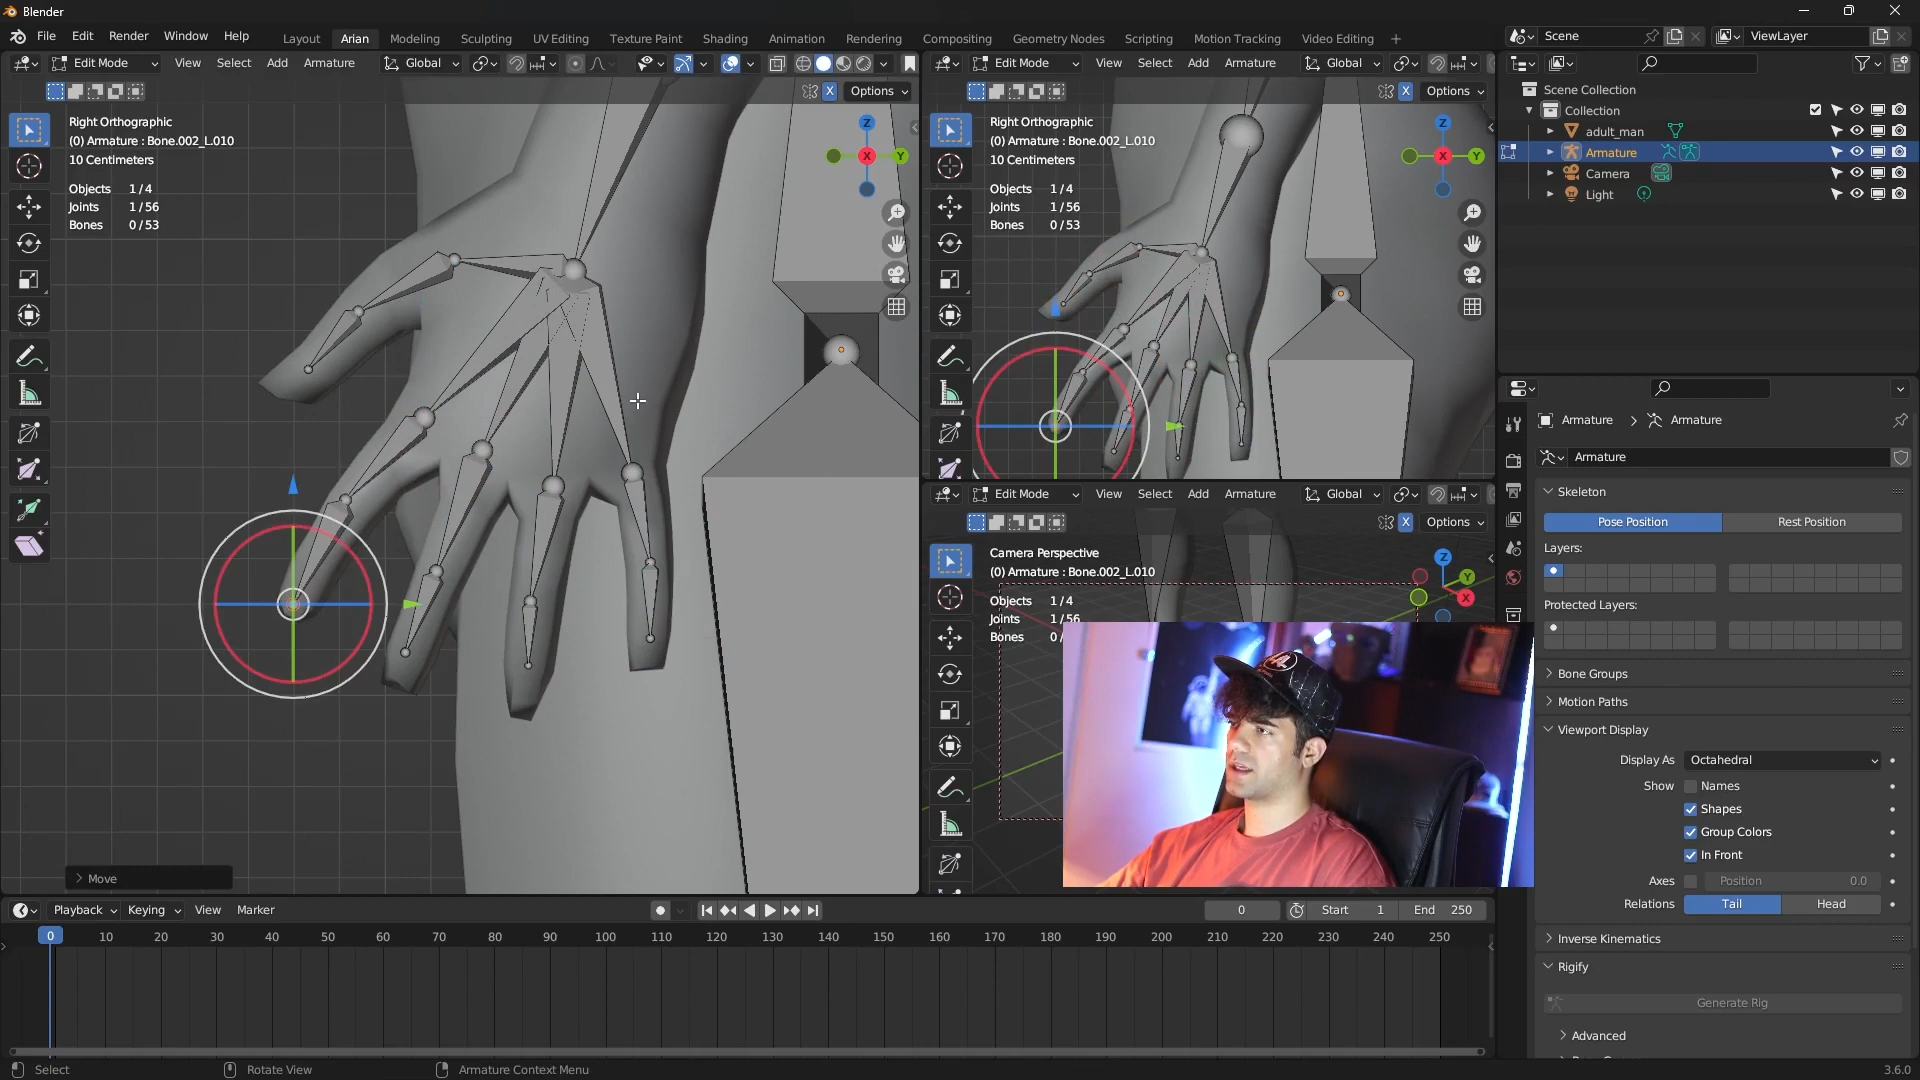 Blender
File Edit Render Window Help
Layout Arian Modeling Sculpting UV Editing Texture Paint Shading Animation Rendering Compositing Geometry Nodes Scripting Motion Tracking Video Editing +
Scene
ViewLayer
Edit Mode View Select Add Armature Global
Options
Right Orthographic
(0) Armature : Bone.002_L.010
10 Centimeters
Objects 1/4
Joints 1/56
Bones 0/53
Z
X
Y
Move
Edit Mode View Select Add Armature Global
Options
Right Orthographic
(0) Armature : Bone.002_L.010
10 Centimeters
Objects 1/4
Joints 1/56
Bones 0/53
Z
X
Y
Edit Mode View Select Add Armature Global
Options
Camera Perspective
(0) Armature : Bone.002_L.010
Objects 1/4
Joints 1/56
Bones 0/
Z
Y
X
Scene Collection
Collection
adult_man
Armature
Camera
Light
Armature > Armature
Armature
Skeleton
Pose Position Rest Position
Layers:
Protected Layers:
Bone Groups
Motion Paths
Viewport Display
Display As Octahedral
Show Names
Shapes
Group Colors
In Front
Axes Position 0.0
Relations Tail Head
Inverse Kinematics
Rigify
Generate Rig
Advanced
Playback Keying View Marker
0 Start 1 End 250
0 10 20 30 40 50 60 70 80 90 100 110 120 130 140 150 160 170 180 190 200 210 220 230 240 250
Select Rotate View Armature Context Menu
3.6.0